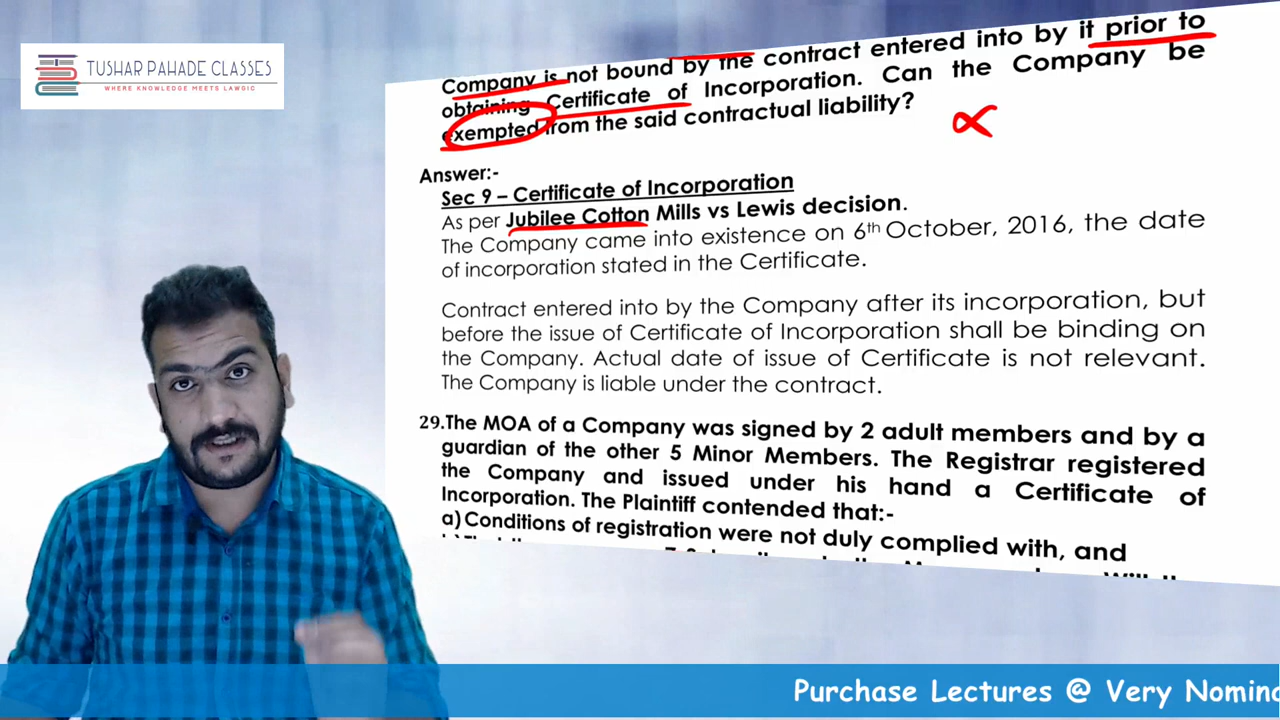 TUSHAR PAHADE CLASSES
WHERE KNOWLEDGE MEETS LAWGIC
Company is not bound by the contract entered into by it prior to
obtaining Certificate of Incorporation. Can the Company be
exempted from the said contractual liability?
Answer:-
Sec 9 – Certificate of Incorporation
As per Jubilee Cotton Mills vs Lewis decision.
The Company came into existence on 6th October, 2016, the date
of incorporation stated in the Certificate.
Contract entered into by the Company after its incorporation, but
before the issue of Certificate of Incorporation shall be binding on
the Company. Actual date of issue of Certificate is not relevant.
The Company is liable under the contract.
29.The MOA of a Company was signed by 2 adult members and by a
guardian of the other 5 Minor Members. The Registrar registered
the Company and issued under his hand a Certificate of
Incorporation. The Plaintiff contended that:-
a) Conditions of registration were not duly complied with, and
Purchase Lectures @ Very Nomina